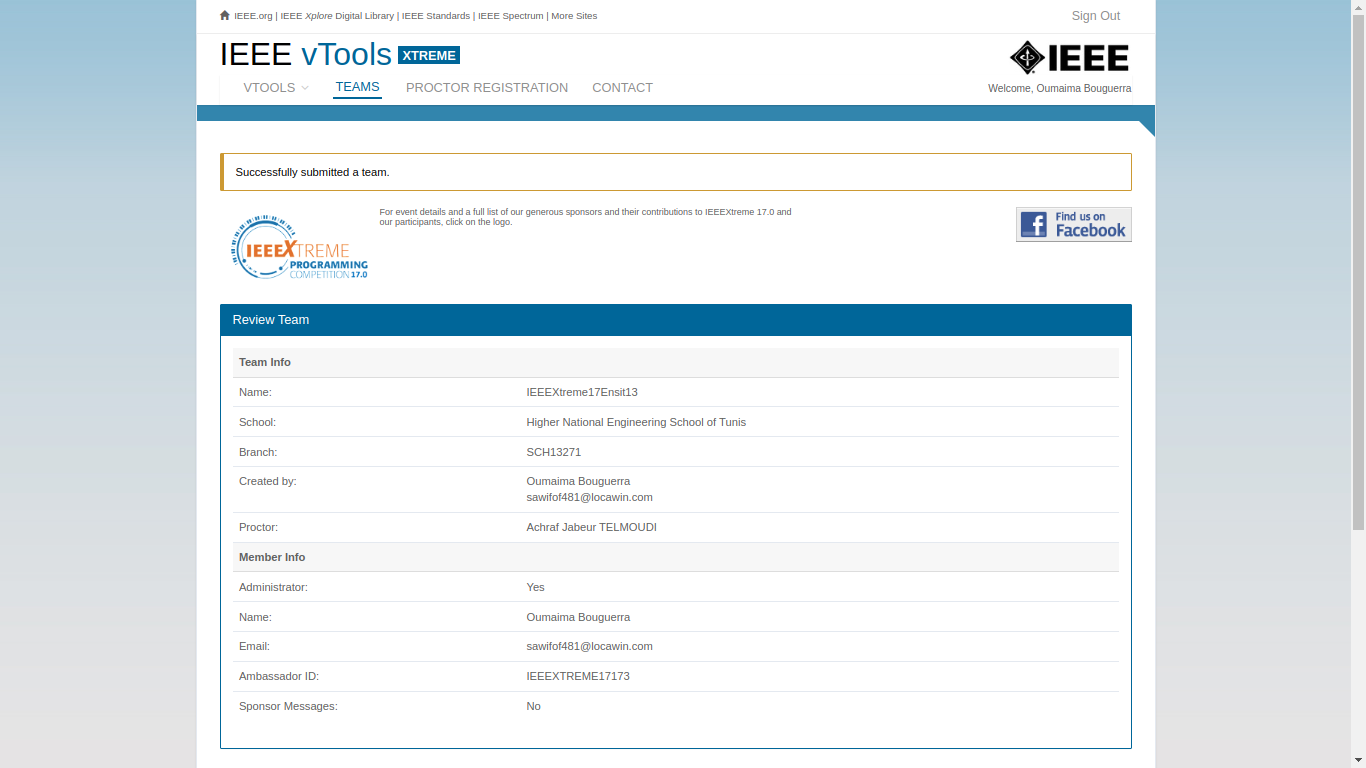 IEEE.org | IEEE Xplore Digital Library | IEEE Standards | IEEE Spectrum | More Sites
Sign Out
IEEE vTools XTREME
IEEE
VTOOLS TEAMS PROCTOR REGISTRATION CONTACT
Welcome, Oumaima Bouguerra
Successfully submitted a team.
IEEEXTREME
PROGRAMMING
COMPETITION 17.0
For event details and a full list of our generous sponsors and their contributions to IEEEXtreme 17.0 and
our participants, click on the logo.
Find us on
Facebook
Review Team
Team Info
Name: IEEEXtreme17Ensit13
School: Higher National Engineering School of Tunis
Branch: SCH13271
Created by: Oumaima Bouguerra
sawifof481@locawin.com
Proctor: Achraf Jabeur TELMOUDI
Member Info
Administrator: Yes
Name: Oumaima Bouguerra
Email: sawifof481@locawin.com
Ambassador ID: IEEEXTREME17173
Sponsor Messages: No